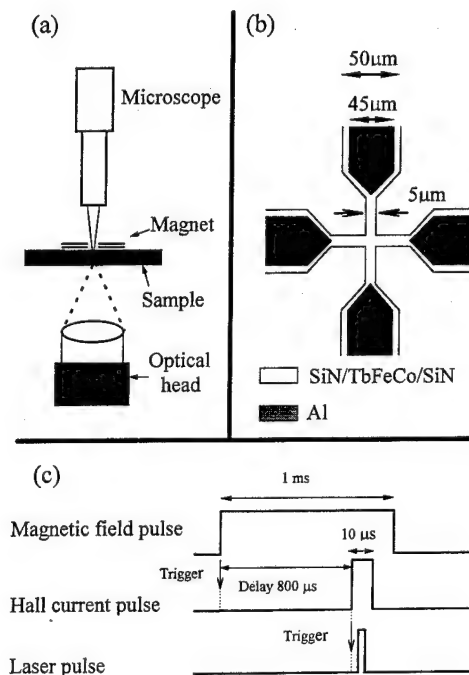 (a)
Microscope
Magnet
Sample
Optical
head
(b)
50μm
45μm
5μm
SiN/TbFeCo/SiN
Al
(c)
1 ms
Magnetic field pulse
10 μs
Trigger
Delay 800 μs
Hall current pulse
Trigger
Laser pulse